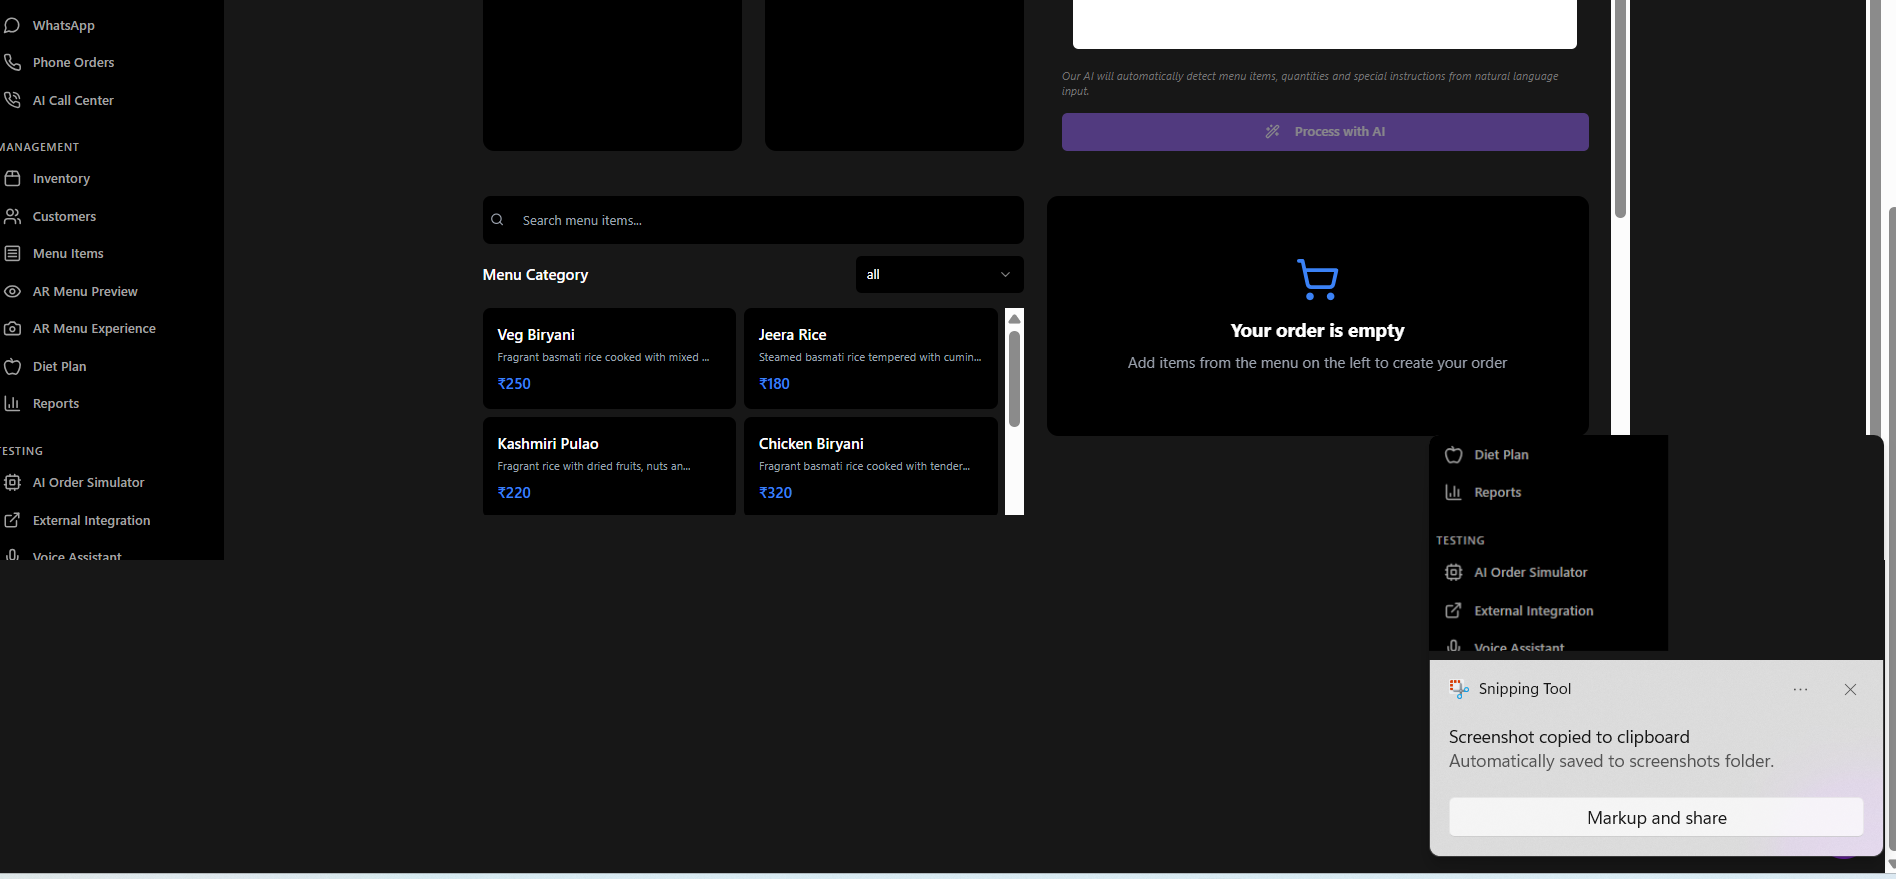 WhatsApp
Phone Orders
AI Call Center
MANAGEMENT
Inventory
Customers
Menu Items
AR Menu Preview
AR Menu Experience
Diet Plan
Reports
TESTING
AI Order Simulator
External Integration
Voice Assistant
Search menu items...
Menu Category
all
Veg Biryani
Fragrant basmati rice cooked with mixed ...
₹250
Jeera Rice
Steamed basmati rice tempered with cumin...
₹180
Kashmiri Pulao
Fragrant rice with dried fruits, nuts an...
₹220
Chicken Biryani
Fragrant basmati rice cooked with tender...
₹320
Our AI will automatically detect menu items, quantities and special instructions from natural language
input.
Process with AI
Your order is empty
Add items from the menu on the left to create your order
Diet Plan
Reports
TESTING
AI Order Simulator
External Integration
Voice Assistant
Snipping Tool
Screenshot copied to clipboard
Automatically saved to screenshots folder.
Markup and share